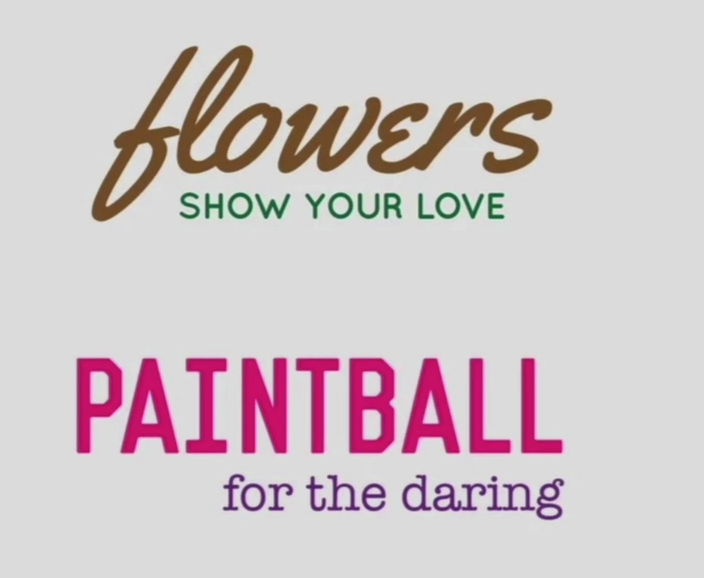 flowers
SHOW YOUR LOVE
PAINTBALL
for the daring